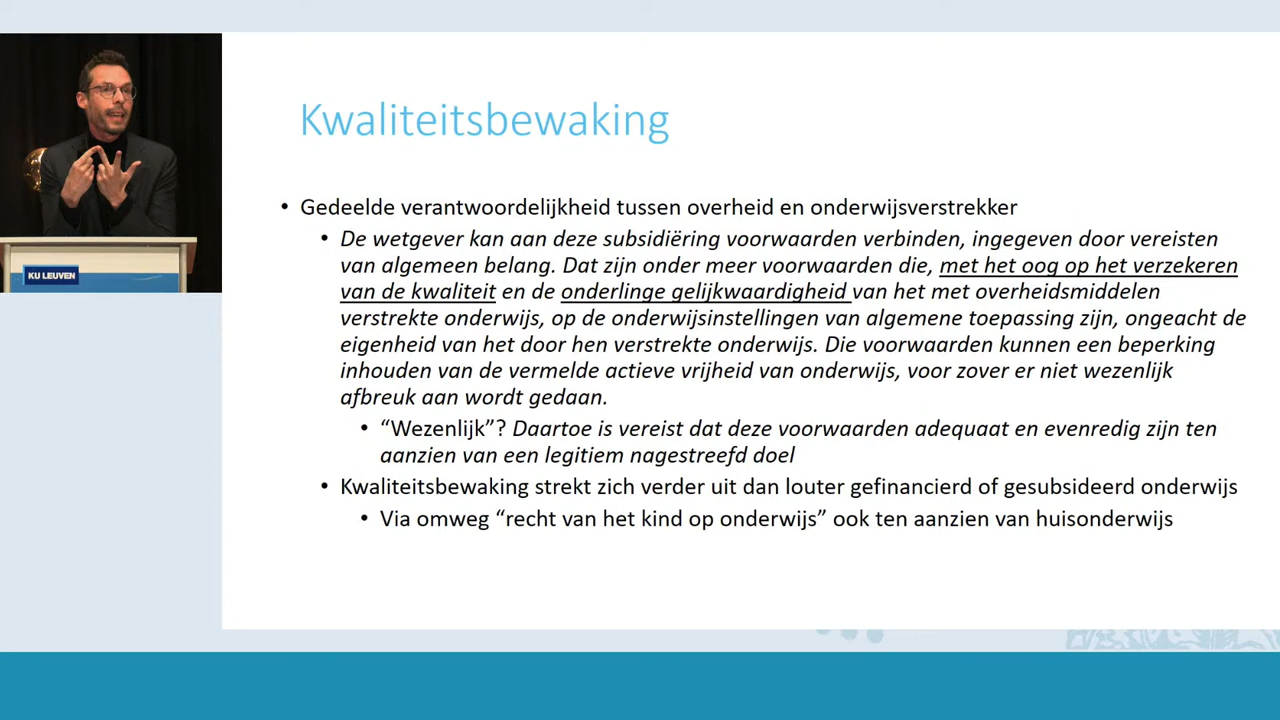 Kwaliteitsbewaking
• Gedeelde verantwoordelijkheid tussen overheid en onderwijsverstrekker
• De wetgever kan aan deze subsidiëring voorwaarden verbinden, ingegeven door vereisten
van algemeen belang. Dat zijn onder meer voorwaarden die, met het oog op het verzekeren
van de kwaliteit en de onderlinge gelijkwaardigheid van het met overheidsmiddelen
verstrekte onderwijs, op de onderwijsinstellingen van algemene toepassing zijn, ongeacht de
eigenheid van het door hen verstrekte onderwijs. Die voorwaarden kunnen een beperking
inhouden van de vermelde actieve vrijheid van onderwijs, voor zover er niet wezenlijk
afbreuk aan wordt gedaan.
• “Wezenlijk”? Daartoe is vereist dat deze voorwaarden adequaat en evenredig zijn ten
aanzien van een legitiem nagestreefd doel
• Kwaliteitsbewaking strekt zich verder uit dan louter gefinancierd of gesubsideerd onderwijs
• Via omweg “recht van het kind op onderwijs” ook ten aanzien van huisonderwijs
KU LEUVEN